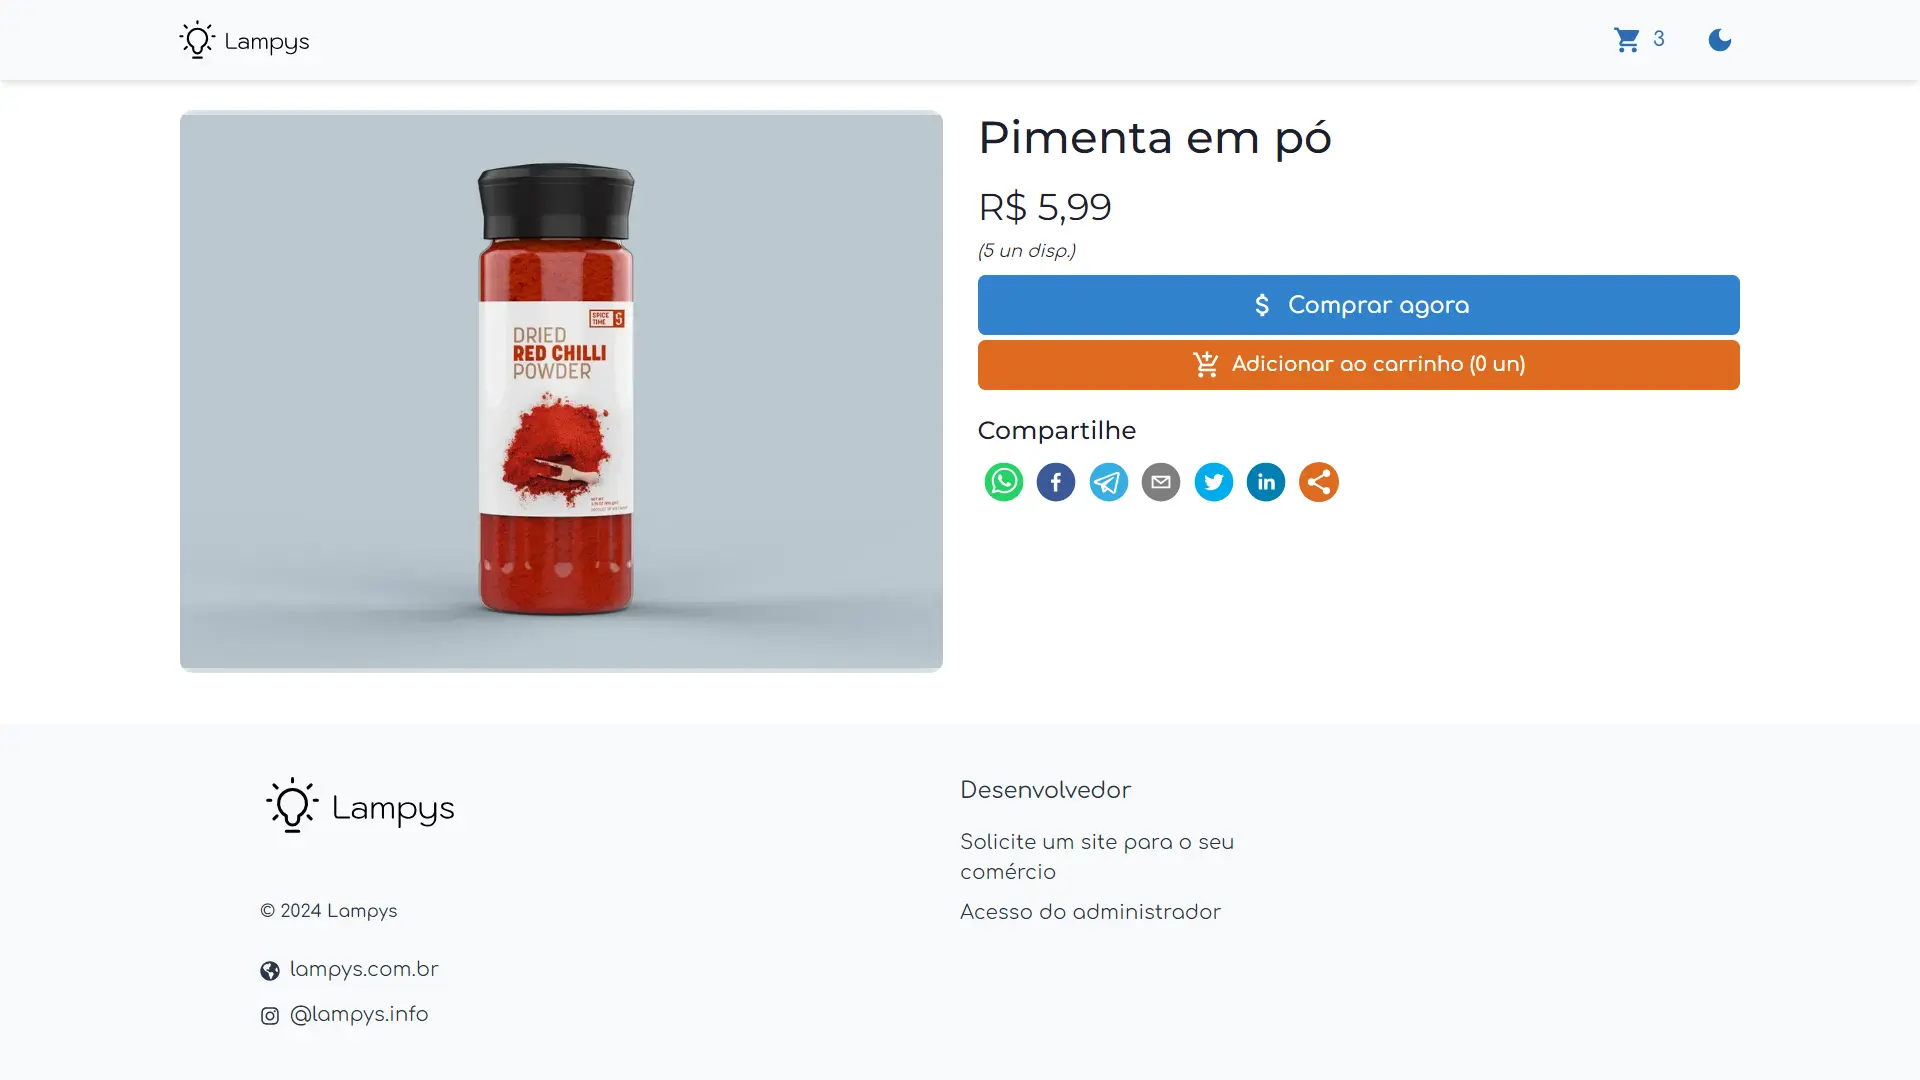 Lampys
3
Pimenta em pó
R$ 5,99
(5 un disp.)
$ Comprar agora
Adicionar ao carrinho (0 un)
SPICE
TIME
DRIED
RED CHILLI
POWDER
Compartilhe
Lampys
© 2024 Lampys
lampys.com.br
@lampys.info
Desenvolvedor
Solicite um site para o seu
comércio
Acesso do administrador